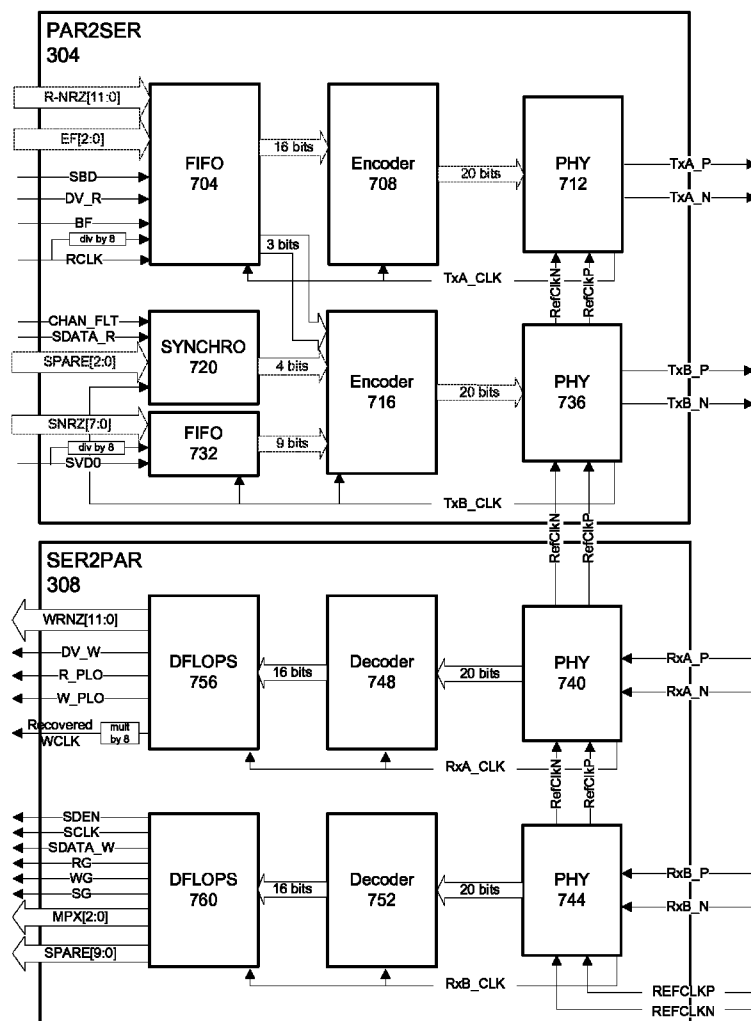 PAR2SER
304
R-NRZ[11:0]
EF[2:0]
SBD
DV_R
BF
div by 8
RCLK
FIFO
704
16 bits
3 bits
Encoder
708
20 bits
PHY
712
TxA_P
TxA_N
TxA_CLK
RefClkN
RefClkP
CHAN_FLT
SDATA_R
SPARE[2:0]
SYNCHRO
720
4 bits
SNRZ[7:0]
div by 8
SVD0
FIFO
732
9 bits
Encoder
716
20 bits
PHY
736
TxB_P
TxB_N
TxB_CLK
RefClkN
RefClkP
SER2PAR
308
WRNZ[11:0]
DV_W
R_PLO
W_PLO
Recovered
WCLK
mult
by 8
DFLOPS
756
16 bits
Decoder
748
20 bits
PHY
740
RxA_P
RxA_N
RxA_CLK
RefClkN
RefClkP
SDEN
SCLK
SDATA_W
RG
WG
SG
MPX[2:0]
SPARE[9:0]
DFLOPS
760
16 bits
Decoder
752
20 bits
PHY
744
RxB_P
RxB_N
RxB_CLK
REFCLKP
REFCLKN